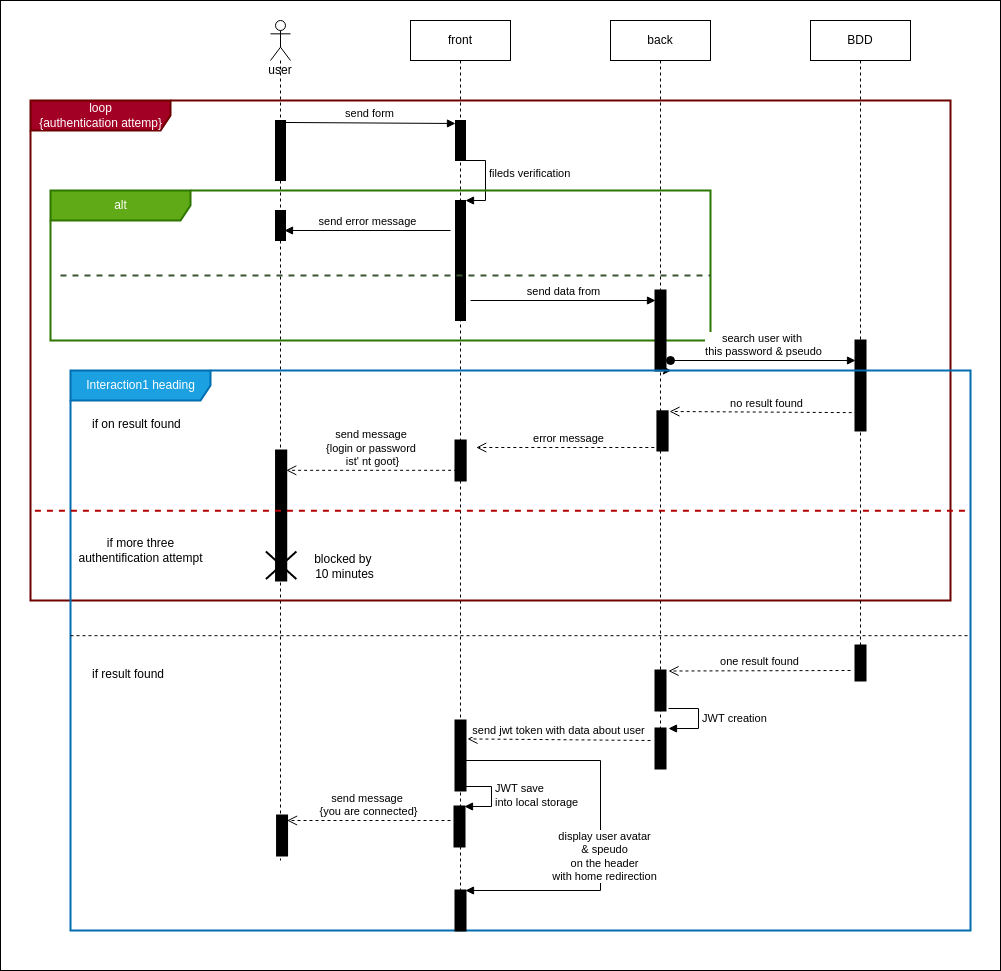 user
front
back
BDD
loop
{authentication attemp}
send form
fileds verification
alt
send error message
send data from
search user with
this password & pseudo
Interaction1 heading
no result found
if on result found
error message
send message
{login or password
ist' nt goot}
if more three
authentification attempt
blocked by
10 minutes
one result found
if result found
JWT creation
send jwt token with data about user
JWT save
into local storage
send message
{you are connected}
display user avatar
& speudo
on the header
with home redirection